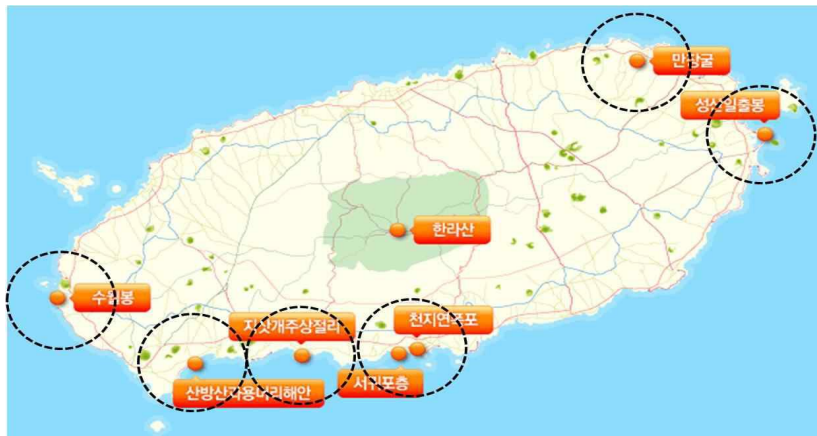 만장굴
성산일출봉
한라산
수월봉
지삿개주상절리
천지연폭포
산방산과용머리해안
서귀포층